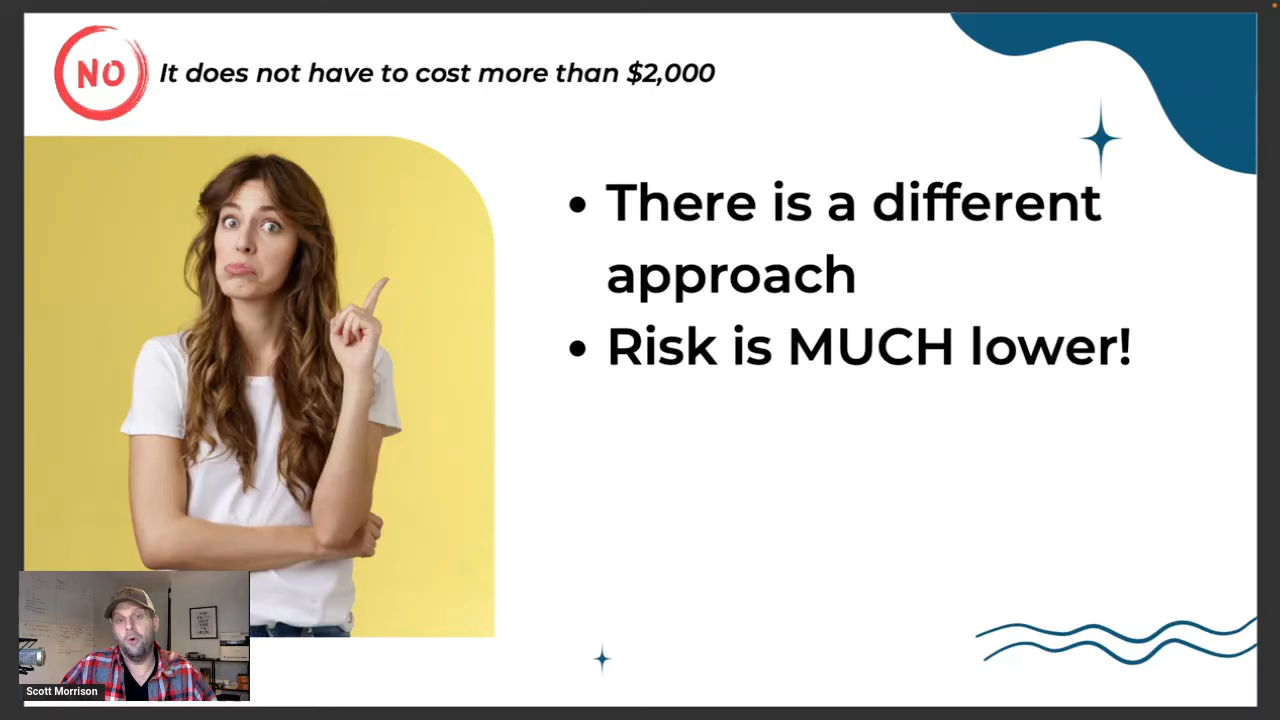 NO
It does not have to cost more than $2,000
• There is a different
approach
• Risk is MUCH lower!
Scott Morrison